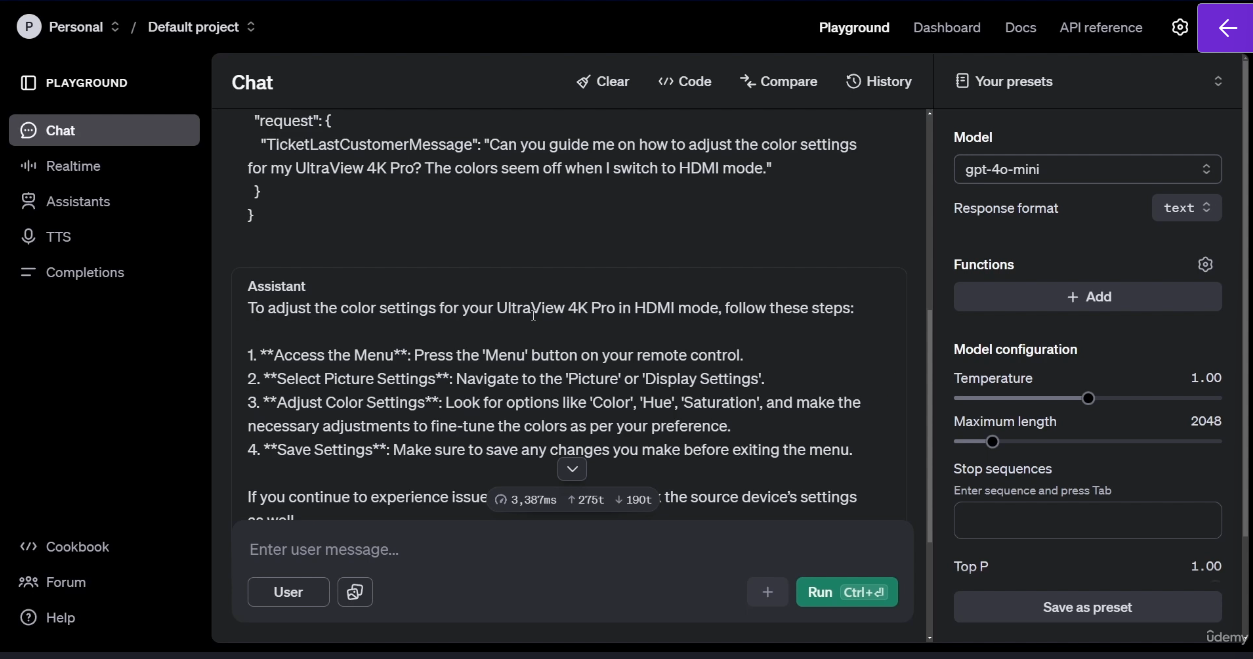 P Personal / Default project
Playground Dashboard Docs API reference
PLAYGROUND
Chat
Realtime
Assistants
TTS
Completions
Cookbook
Forum
Help
Chat
Clear Code Compare History
"request": {
"TicketLastCustomerMessage": "Can you guide me on how to adjust the color settings
for my UltraView 4K Pro? The colors seem off when I switch to HDMI mode."
}
}
Assistant
To adjust the color settings for your UltraView 4K Pro in HDMI mode, follow these steps:
1. **Access the Menu**: Press the 'Menu' button on your remote control.
2. **Select Picture Settings**: Navigate to the 'Picture' or 'Display Settings'.
3. **Adjust Color Settings**: Look for options like 'Color', 'Hue', 'Saturation', and make the
necessary adjustments to fine-tune the colors as per your preference.
4. **Save Settings**: Make sure to save any changes you make before exiting the menu.
If you continue to experience issue the source device's settings
as well
3,387ms ↑275t ↓190t
Enter user message...
User
Run Ctrl+⏎
Your presets
Model
gpt-4o-mini
Response format text
Functions
+ Add
Model configuration
Temperature 1.00
Maximum length 2048
Stop sequences
Enter sequence and press Tab
Top P 1.00
Save as preset
ûdemy